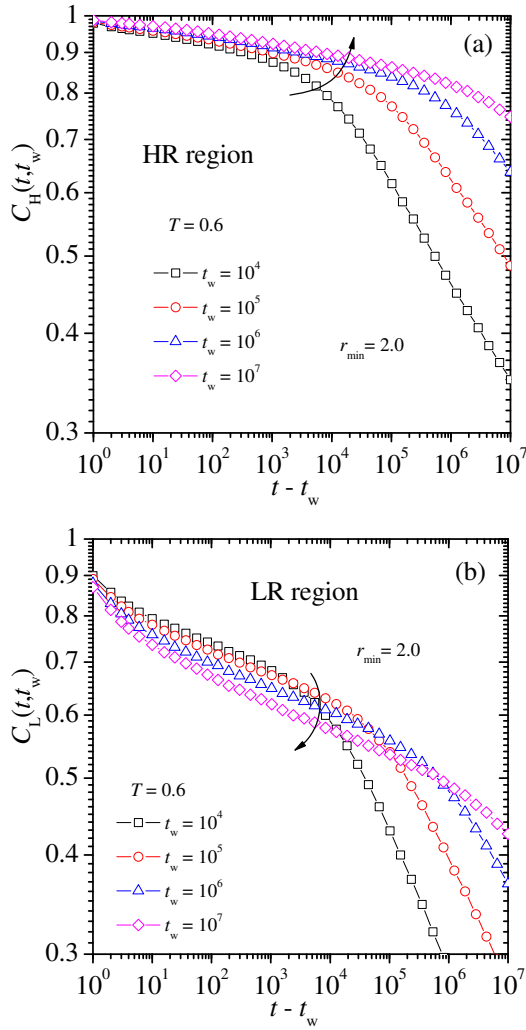 (a)
C_H(t,t_w)
1
0.9
0.8
0.7
0.6
0.5
0.4
0.3
HR region
T = 0.6
t_w = 10^4
t_w = 10^5
t_w = 10^6
t_w = 10^7
r_min = 2.0
10^0 10^1 10^2 10^3 10^4 10^5 10^6 10^7
t - t_w
(b)
C_L(t,t_w)
1
0.9
0.8
0.7
0.6
0.5
0.4
0.3
LR region
r_min = 2.0
T = 0.6
t_w = 10^4
t_w = 10^5
t_w = 10^6
t_w = 10^7
10^0 10^1 10^2 10^3 10^4 10^5 10^6 10^7
t - t_w